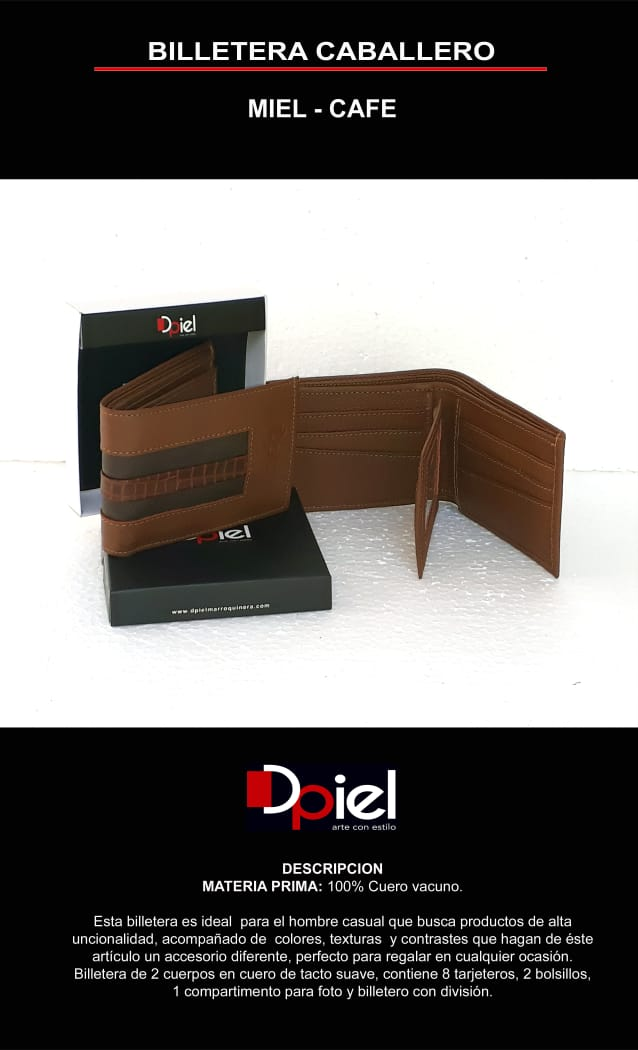 BILLETERA CABALLERO
MIEL - CAFE
Dpiel
Dpiel
www.dpielmarroquinera.com
Dpiel
arte con estilo
DESCRIPCION
MATERIA PRIMA: 100% Cuero vacuno.
Esta billetera es ideal para el hombre casual que busca productos de alta
uncionalidad, acompañado de colores, texturas y contrastes que hagan de éste
artículo un accesorio diferente, perfecto para regalar en cualquier ocasión.
Billetera de 2 cuerpos en cuero de tacto suave, contiene 8 tarjeteros, 2 bolsillos,
1 compartimento para foto y billetero con división.